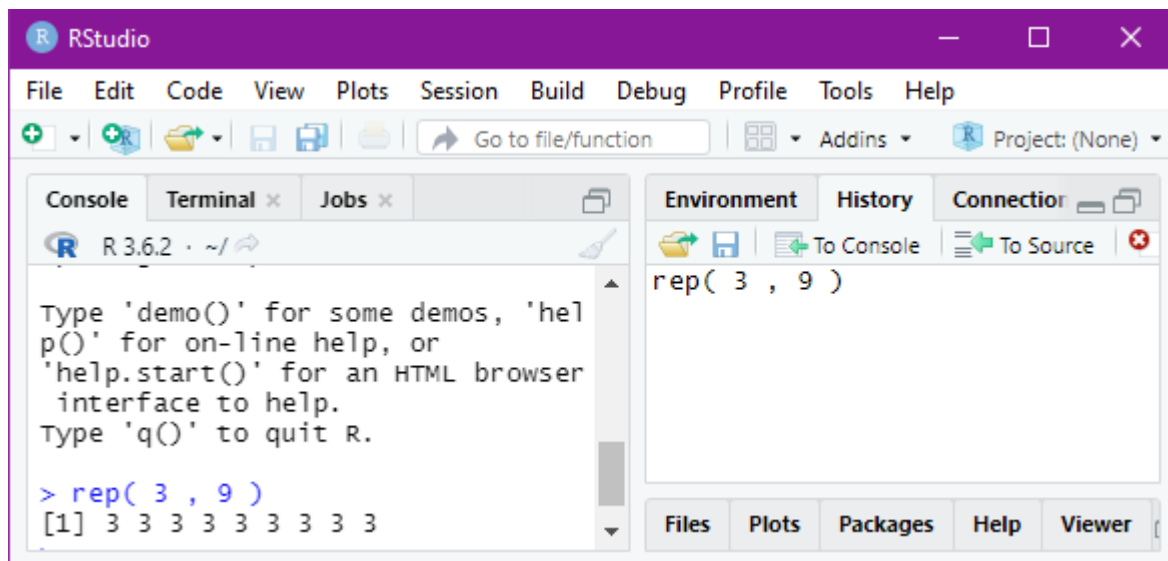 RStudio
File Edit Code View Plots Session Build Debug Profile Tools Help
Go to file/function Addins Project: (None)
Console Terminal Jobs
R 3.6.2 · ~/
Type 'demo()' for some demos, 'hel
p()' for on-line help, or
'help.start()' for an HTML browser
 interface to help.
Type 'q()' to quit R.
> rep( 3 , 9 )
[1] 3 3 3 3 3 3 3 3 3
Environment History Connection
To Console To Source
rep( 3 , 9 )
Files Plots Packages Help Viewer